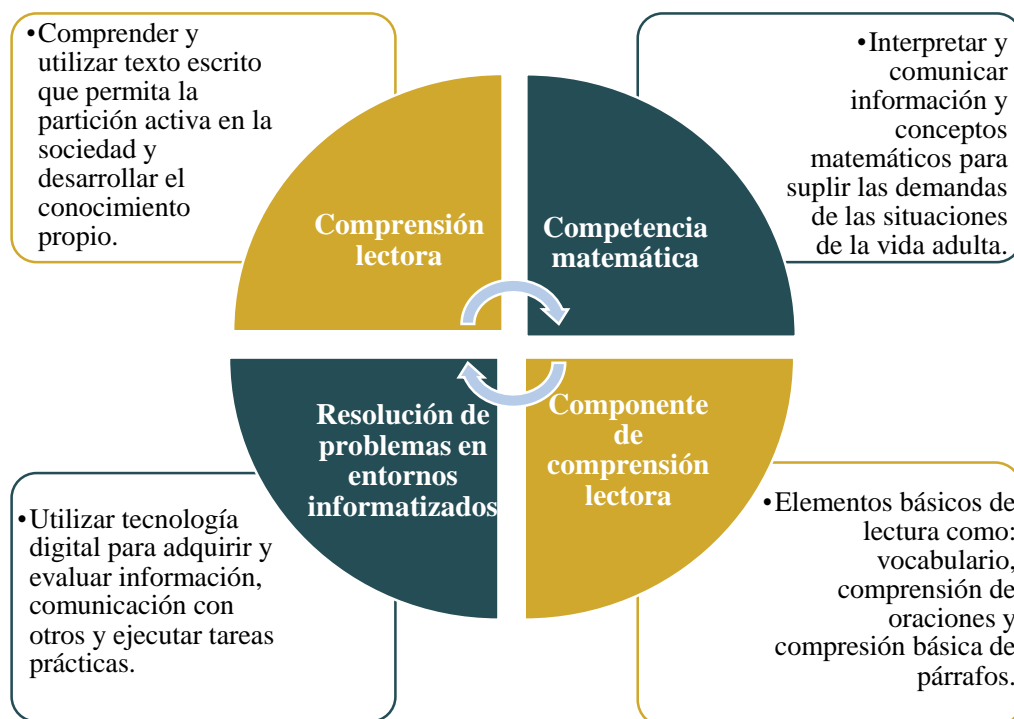 •Comprender y
utilizar texto escrito
que permita la
partición activa en la
sociedad y
desarrollar el
conocimiento
propio.
•Interpretar y
comunicar
información y
conceptos
matemáticos para
suplir las demandas
de las situaciones
de la vida adulta.
Comprensión
lectora
Competencia
matemática
Resolución de
problemas en
entornos
informatizados
Componente
de
comprensión
lectora
•Utilizar tecnología
digital para adquirir y
evaluar información,
comunicación con
otros y ejecutar tareas
prácticas.
•Elementos básicos de
lectura como:
vocabulario,
comprensión de
oraciones y
compresión básica de
párrafos.